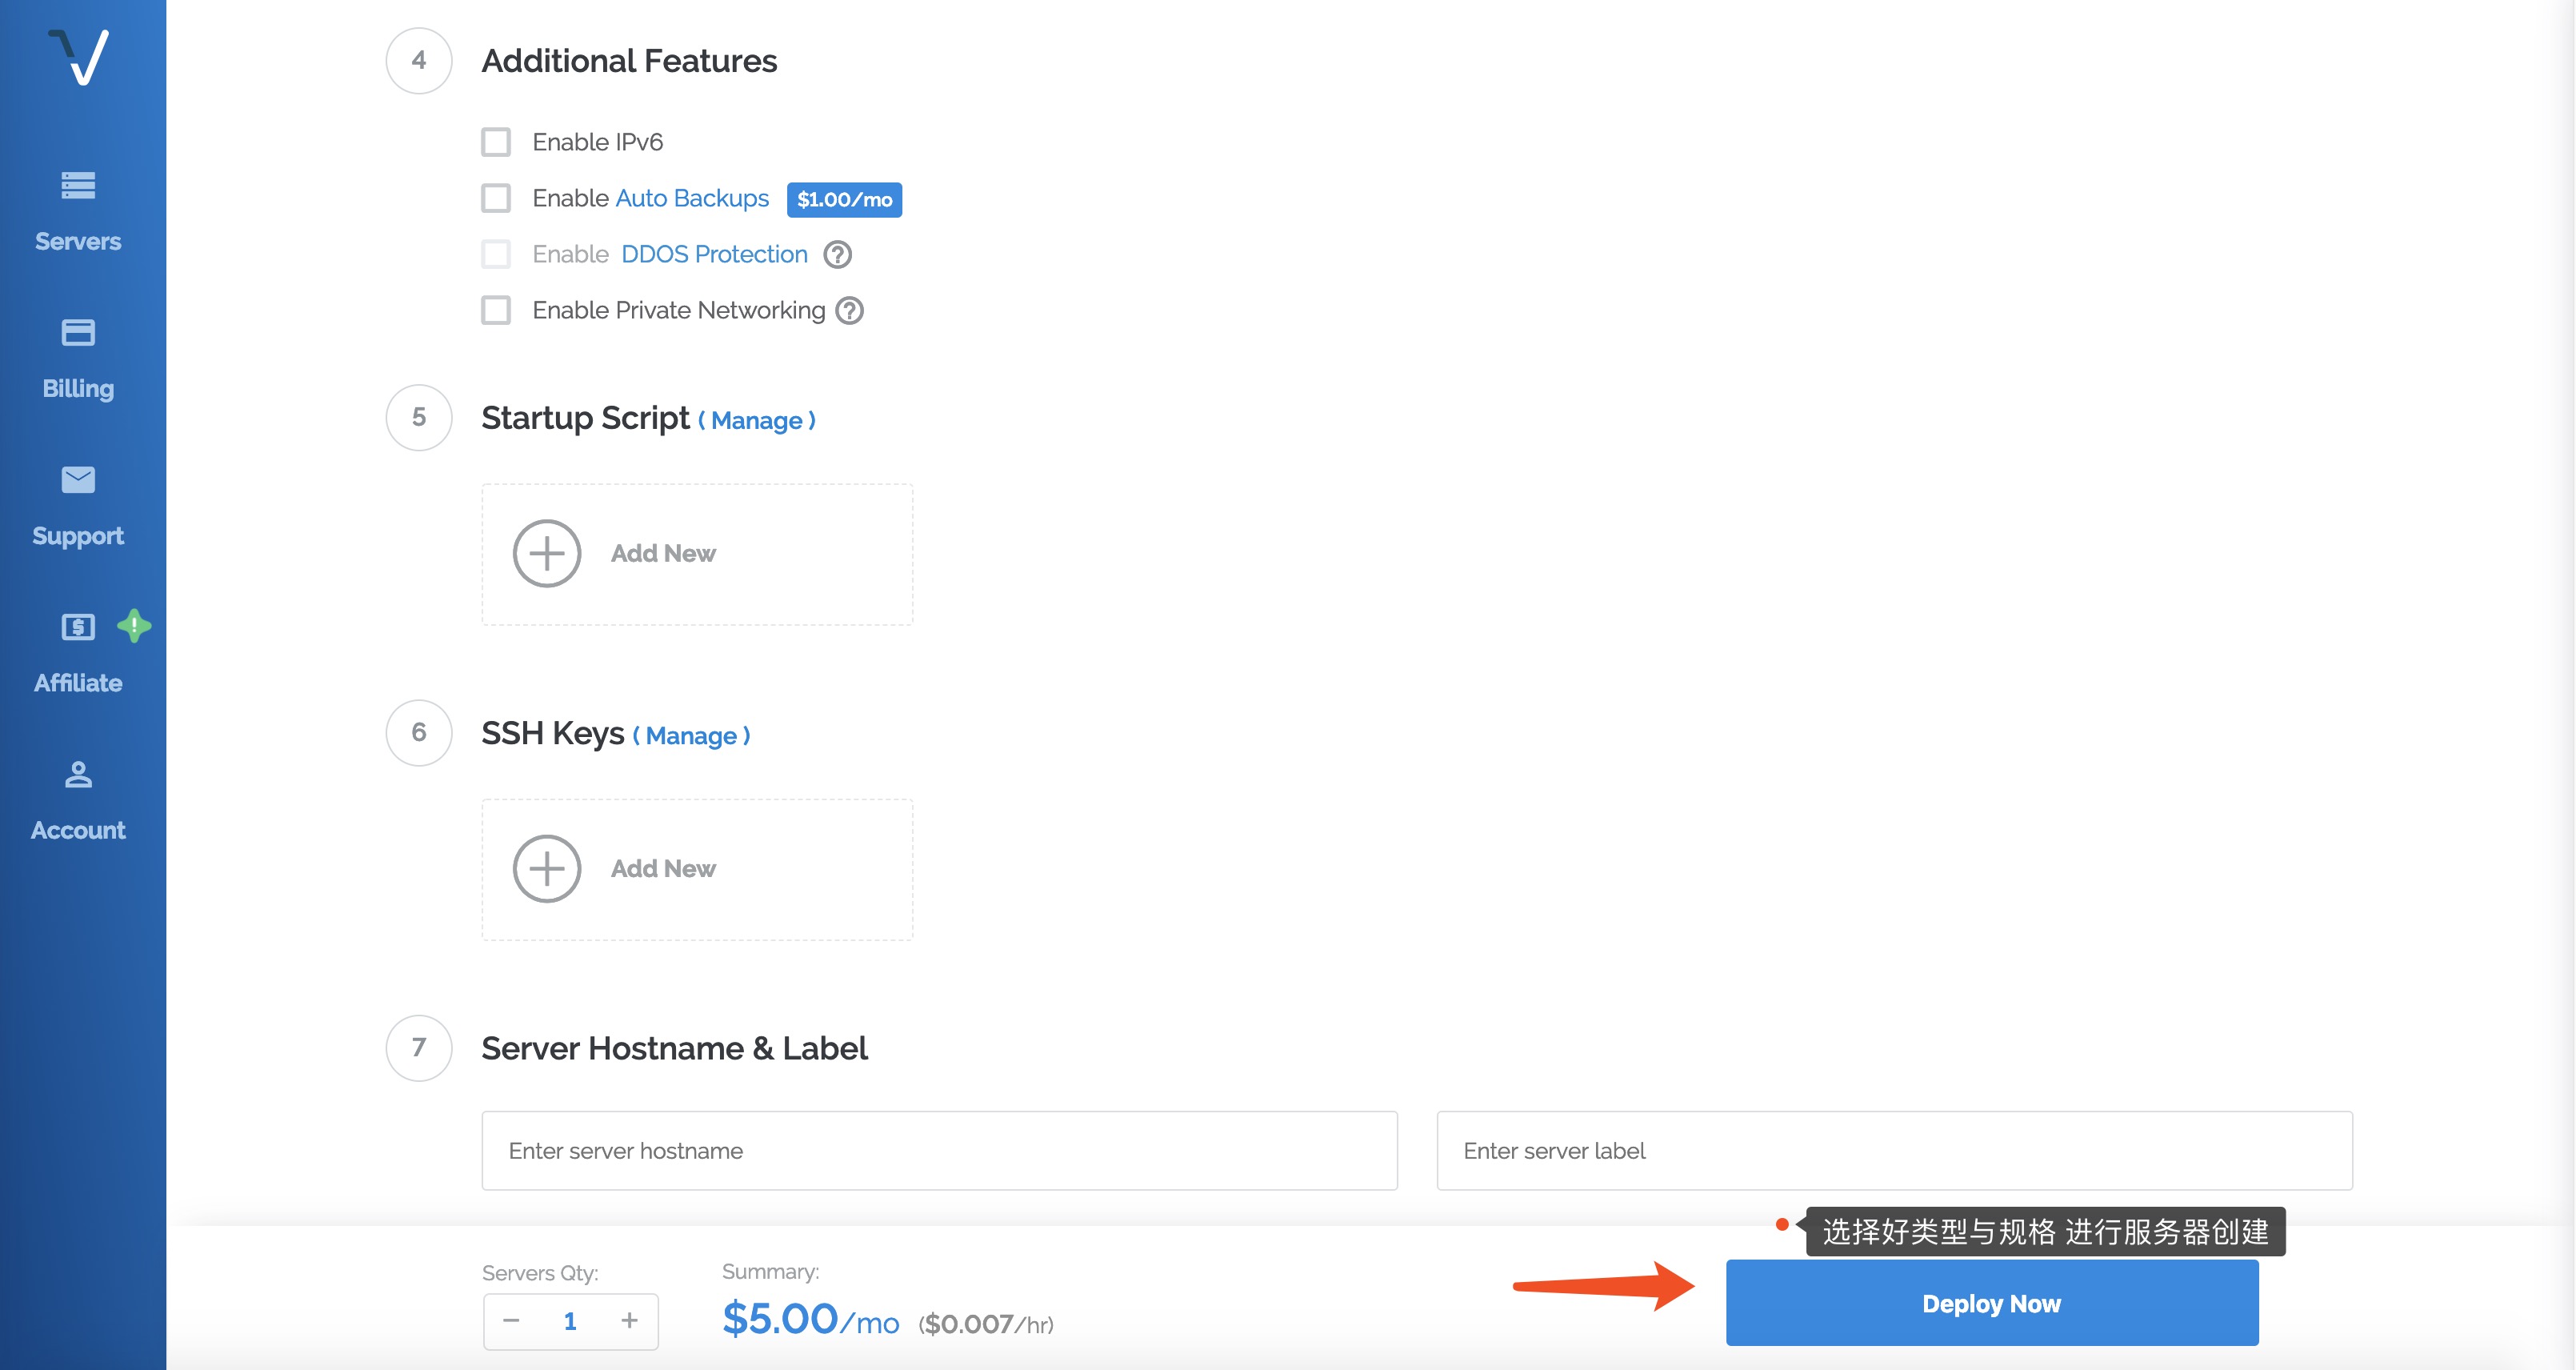 Servers
Billing
Support
Affiliate
Account
4 Additional Features
Enable IPv6
Enable Auto Backups $1.00/mo
Enable DDOS Protection ?
Enable Private Networking ?
5 Startup Script ( Manage )
Add New
6 SSH Keys ( Manage )
Add New
7 Server Hostname & Label
Enter server hostname
Enter server label
选择好类型与规格 进行服务器创建
Servers Qty:
− 1 +
Summary:
$5.00/mo ($0.007/hr)
Deploy Now